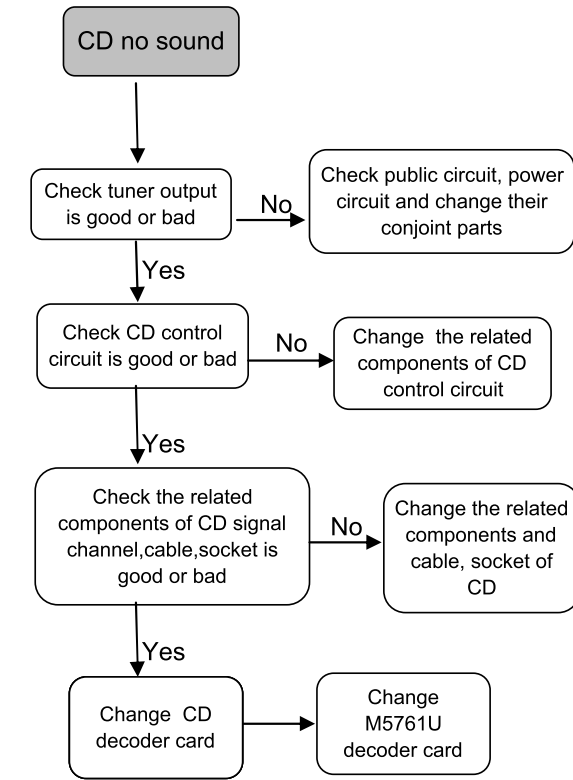 CD no sound
Check tuner output
is good or bad
No
Check public circuit, power
circuit and change their
conjoint parts
Yes
Check CD control
circuit is good or bad
No
Change the related
components of CD
control circuit
Yes
Check the related
components of CD signal
channel,cable,socket is
good or bad
No
Change the related
components and
cable, socket of
CD
Yes
Change CD
decoder card
Change
M5761U
decoder card